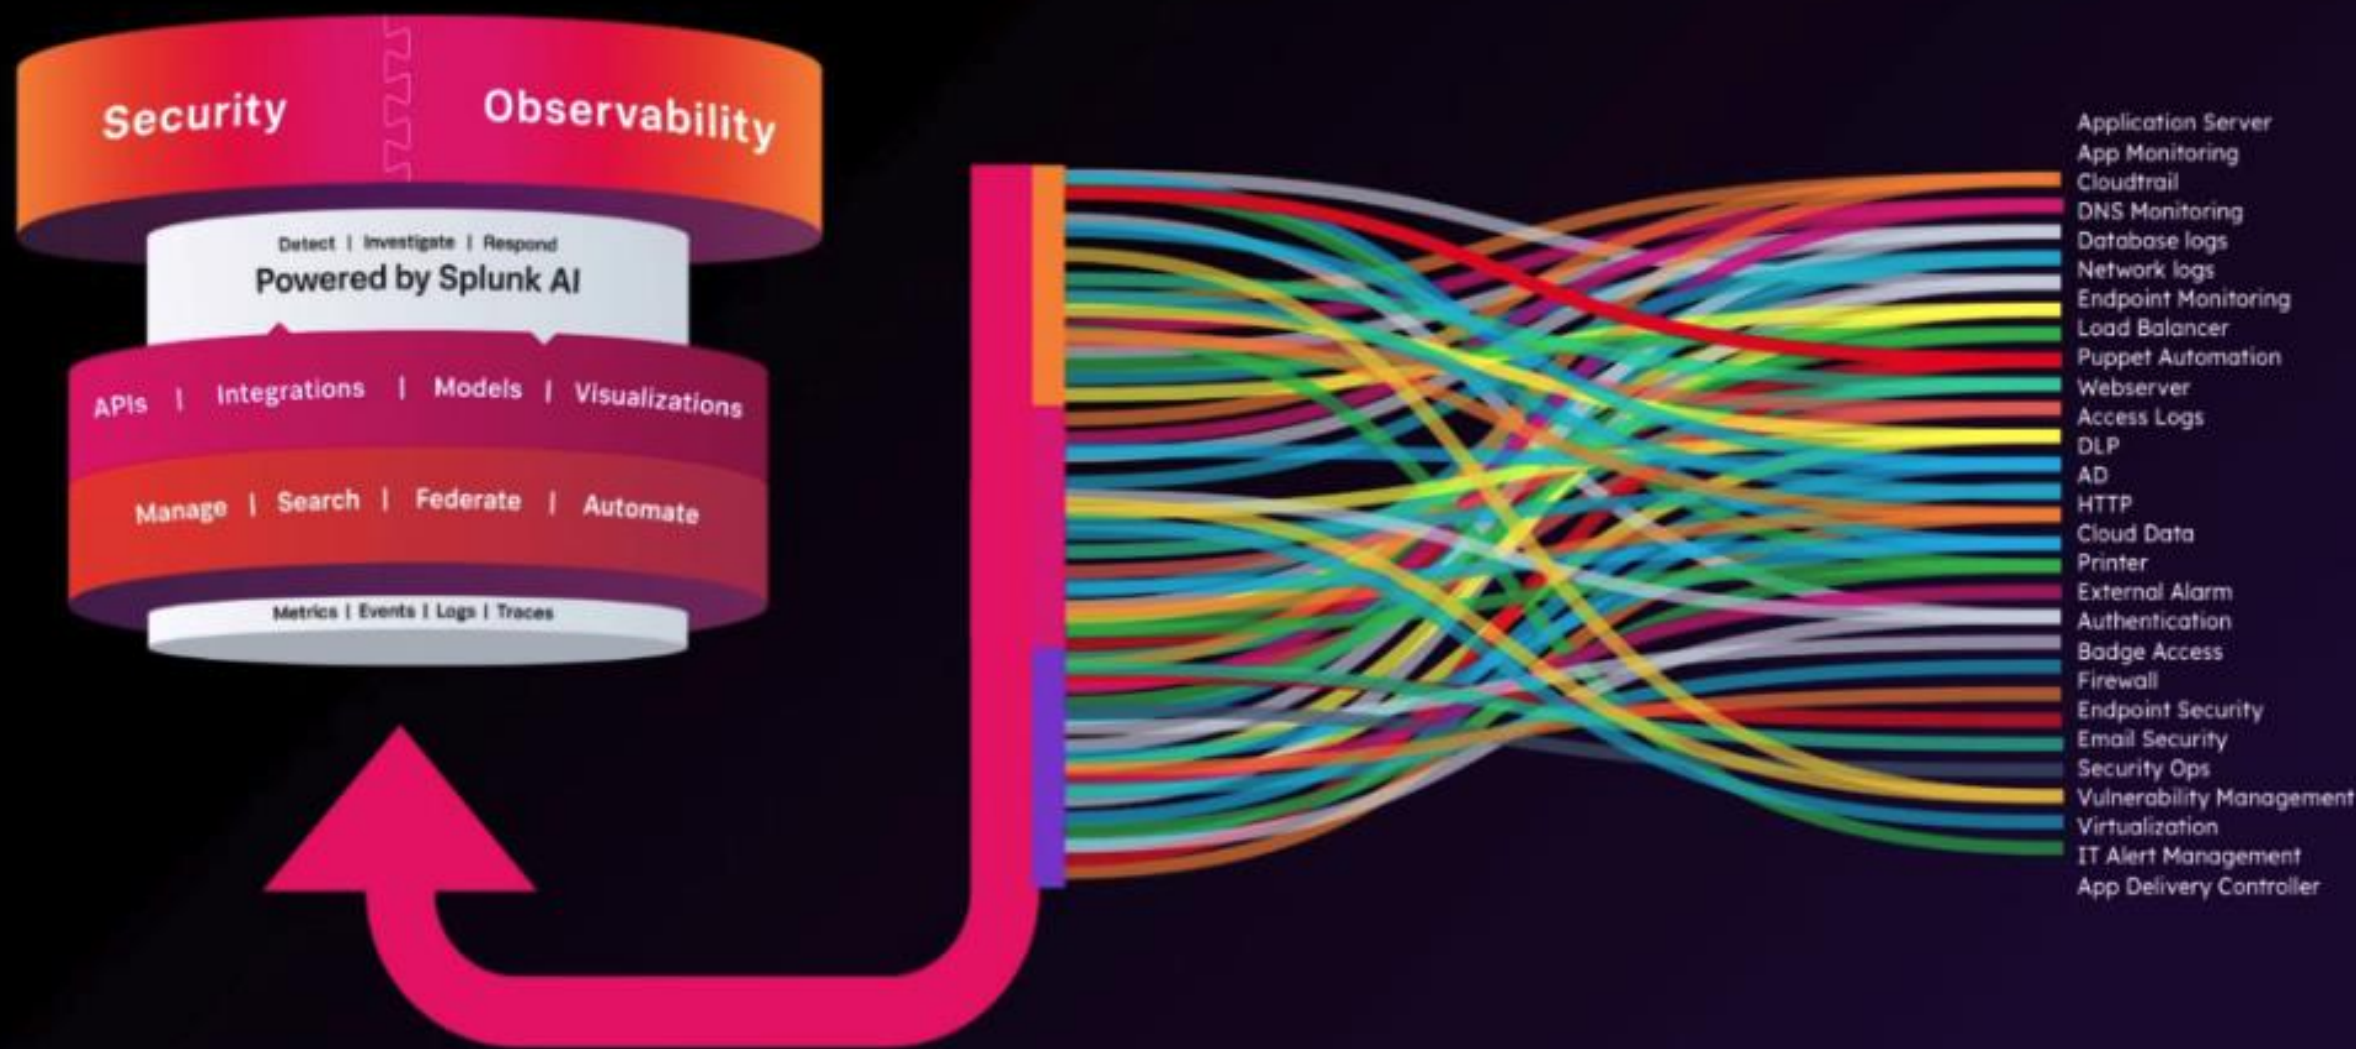 Security
Observability
Detect | Investigate | Respond
Powered by Splunk AI
APIs | Integrations | Models | Visualizations
Manage | Search | Federate | Automate
Metrics | Events | Logs | Traces
Application Server
App Monitoring
Cloudtrail
DNS Monitoring
Database logs
Network logs
Endpoint Monitoring
Load Balancer
Puppet Automation
Webserver
Access Logs
DLP
AD
HTTP
Cloud Data
Printer
External Alarm
Authentication
Badge Access
Firewall
Endpoint Security
Email Security
Security Ops
Vulnerability Management
Virtualization
IT Alert Management
App Delivery Controller